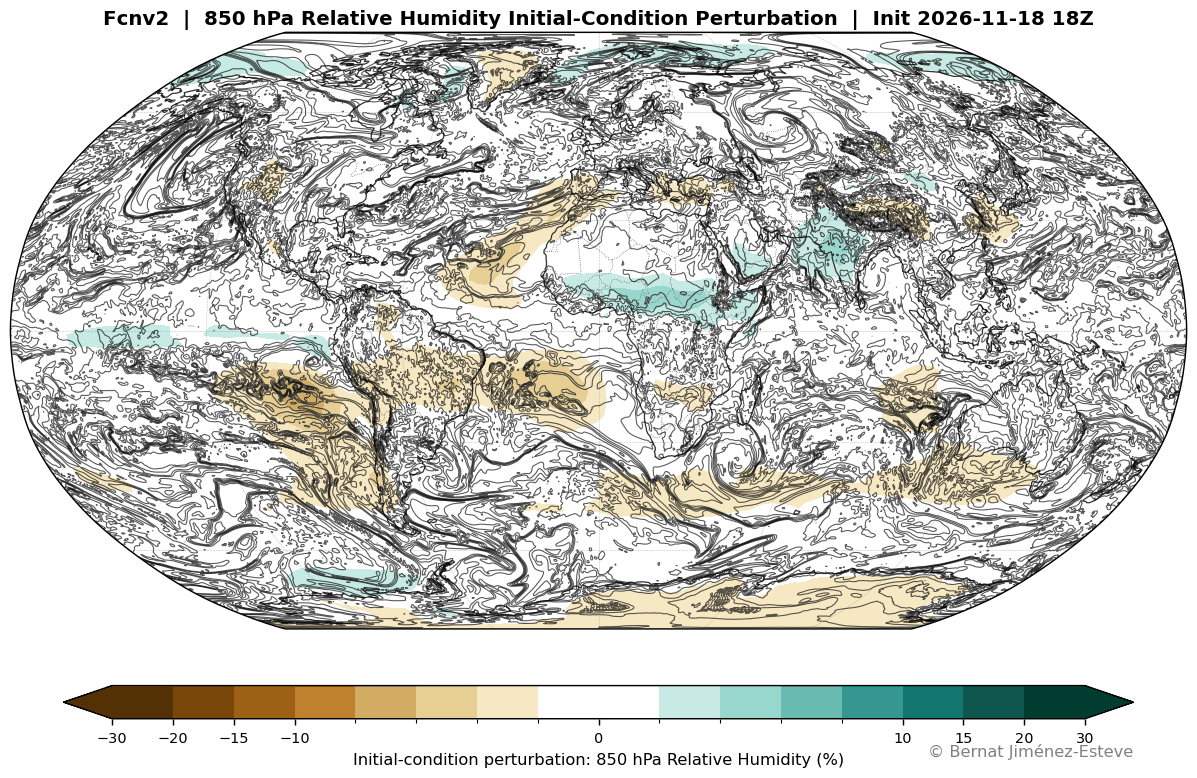 Fcnv2 | 850 hPa Relative Humidity Initial-Condition Perturbation | Init 2026-11-18 18Z
−30 −20 −15 −10 0 10 15 20 30
Initial-condition perturbation: 850 hPa Relative Humidity (%)
© Bernat Jiménez-Esteve